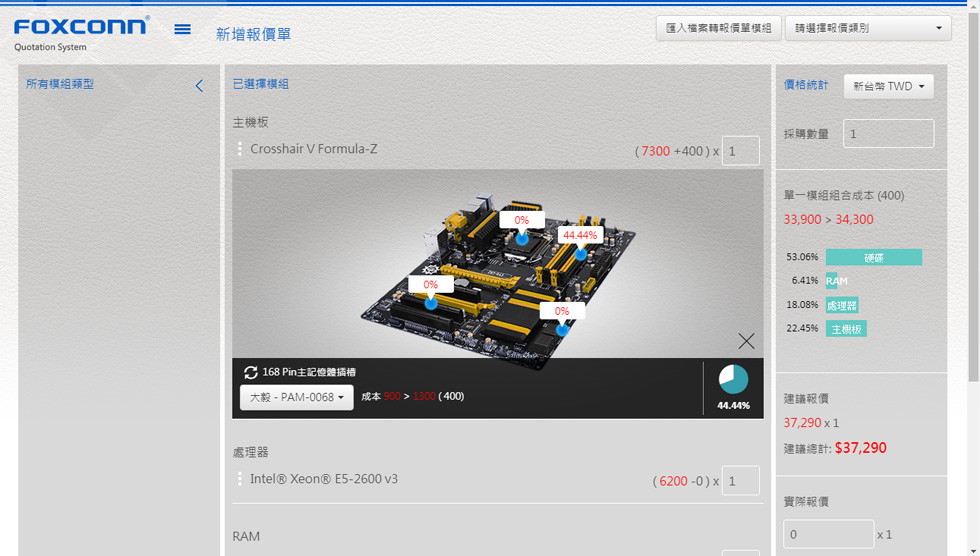 FOXCONN®
Quotation System
新增報價單
匯入檔案轉報價單模組
請選擇報價類別
所有模組類型
已選擇模組
主機板
Crosshair V Formula-Z
( 7300 +400 ) x 1
0%
44.44%
0%
0%
168 Pin主記憶體插槽
大毅 - PAM-0068
成本 900 > 1300 ( 400)
44.44%
處理器
Intel® Xeon® E5-2600 v3
( 6200 -0 ) x 1
RAM
價格統計
新台幣 TWD
採購數量
1
單一模組組合成本 (400)
33,900 > 34,300
53.06% 硬碟
6.41% RAM
18.08% 處理器
22.45% 主機板
建議報價
37,290 x 1
建議總計: $37,290
實際報價
0 x 1